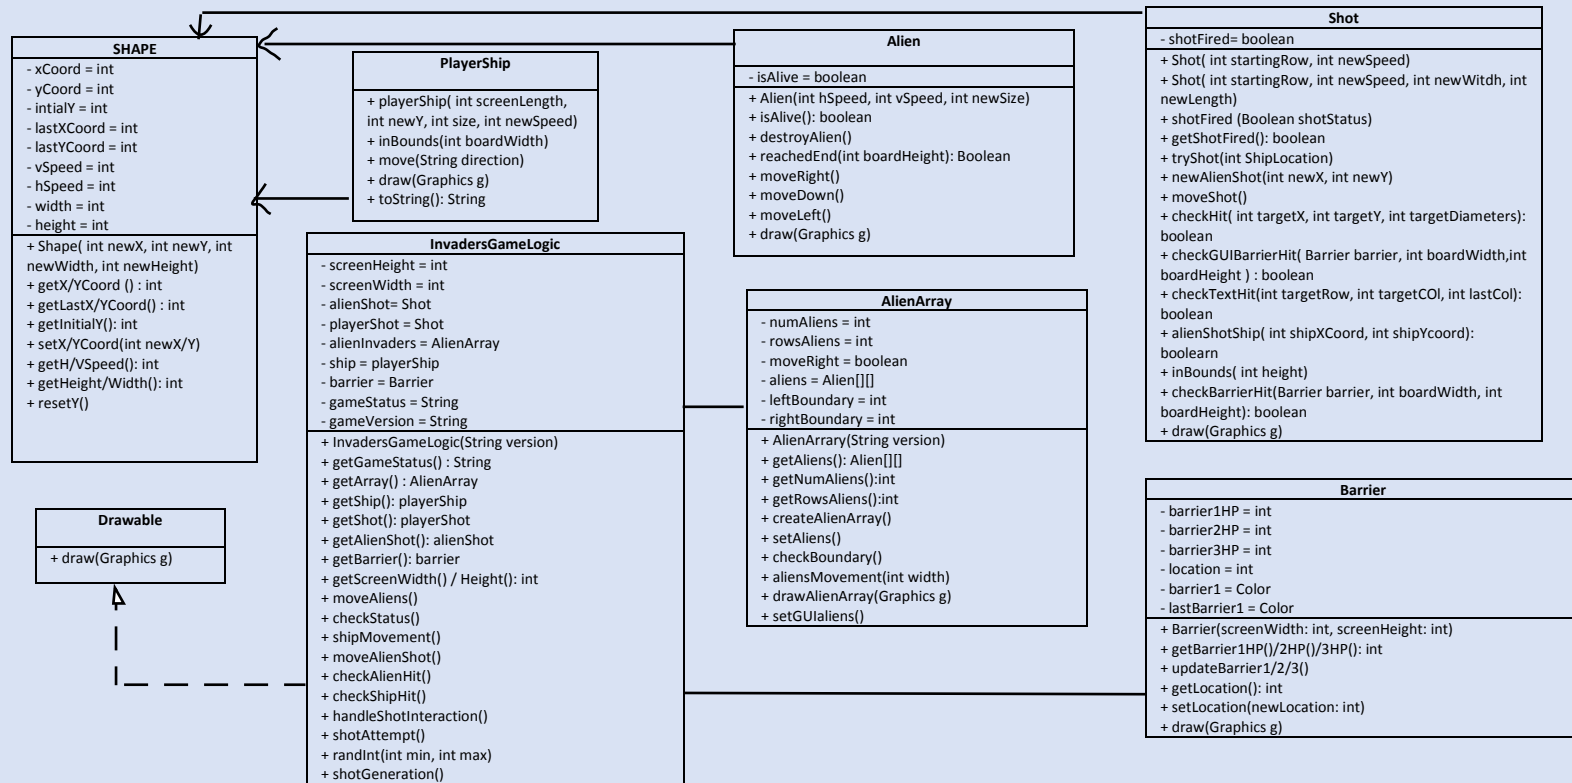 SHAPE
- xCoord = int
- yCoord = int
- intialY = int
- lastXCoord = int
- lastYCoord = int
- vSpeed = int
- hSpeed = int
- width = int
- height = int
+ Shape( int newX, int newY, int
newWidth, int newHeight)
+ getX/YCoord () : int
+ getLastX/YCoord() : int
+ getInitialY(): int
+ setX/YCoord(int newX/Y)
+ getH/VSpeed(): int
+ getHeight/Width(): int
+ resetY()
PlayerShip
+ playerShip( int screenLength,
int newY, int size, int newSpeed)
+ inBounds(int boardWidth)
+ move(String direction)
+ draw(Graphics g)
+ toString(): String
Alien
- isAlive = boolean
+ Alien(int hSpeed, int vSpeed, int newSize)
+ isAlive(): boolean
+ destroyAlien()
+ reachedEnd(int boardHeight): Boolean
+ moveRight()
+ moveDown()
+ moveLeft()
+ draw(Graphics g)
Shot
- shotFired= boolean
+ Shot( int startingRow, int newSpeed)
+ Shot( int startingRow, int newSpeed, int newWitdh, int
newLength)
+ shotFired (Boolean shotStatus)
+ getShotFired(): boolean
+ tryShot(int ShipLocation)
+ newAlienShot(int newX, int newY)
+ moveShot()
+ checkHit( int targetX, int targetY, int targetDiameters):
boolean
+ checkGUIBarrierHit( Barrier barrier, int boardWidth,int
boardHeight ) : boolean
+ checkTextHit(int targetRow, int targetCOl, int lastCol):
boolean
+ alienShotShip( int shipXCoord, int shipYcoord):
boolearn
+ inBounds( int height)
+ checkBarrierHit(Barrier barrier, int boardWidth, int
boardHeight): boolean
+ draw(Graphics g)
InvadersGameLogic
- screenHeight = int
- screenWidth = int
- alienShot= Shot
- playerShot = Shot
- alienInvaders = AlienArray
- ship = playerShip
- barrier = Barrier
- gameStatus = String
- gameVersion = String
+ InvadersGameLogic(String version)
+ getGameStatus() : String
+ getArray() : AlienArray
+ getShip(): playerShip
+ getShot(): playerShot
+ getAlienShot(): alienShot
+ getBarrier(): barrier
+ getScreenWidth() / Height(): int
+ moveAliens()
+ checkStatus()
+ shipMovement()
+ moveAlienShot()
+ checkAlienHit()
+ checkShipHit()
+ handleShotInteraction()
+ shotAttempt()
+ randInt(int min, int max)
+ shotGeneration()
AlienArray
- numAliens = int
- rowsAliens = int
- moveRight = boolean
- aliens = Alien[][]
- leftBoundary = int
- rightBoundary = int
+ AlienArrary(String version)
+ getAliens(): Alien[][]
+ getNumAliens():int
+ getRowsAliens():int
+ createAlienArray()
+ setAliens()
+ checkBoundary()
+ aliensMovement(int width)
+ drawAlienArray(Graphics g)
+ setGUIaliens()
Drawable
+ draw(Graphics g)
Barrier
- barrier1HP = int
- barrier2HP = int
- barrier3HP = int
- location = int
- barrier1 = Color
- lastBarrier1 = Color
+ Barrier(screenWidth: int, screenHeight: int)
+ getBarrier1HP()/2HP()/3HP(): int
+ updateBarrier1/2/3()
+ getLocation(): int
+ setLocation(newLocation: int)
+ draw(Graphics g)